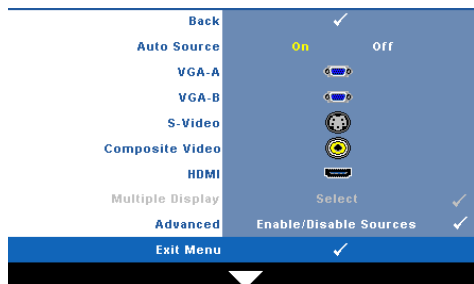 Back
Auto Source On Off
VGA-A
VGA-B
S-Video
Composite Video
HDMI
Multiple Display Select
Advanced Enable/Disable Sources
Exit Menu